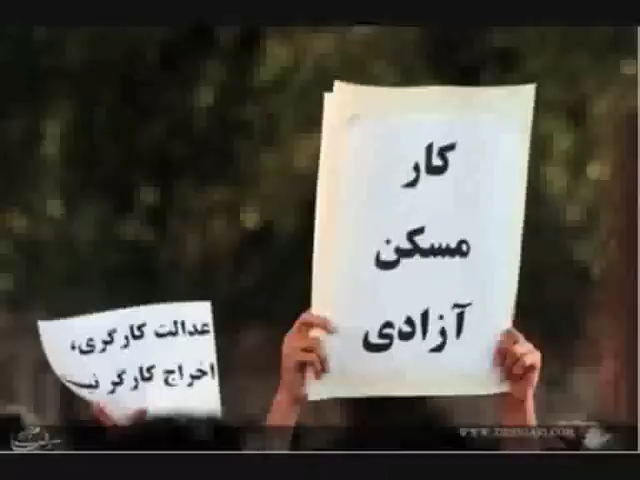 کار
مسکن
آزادی
عدالت کارگری،
اخراج کارگر